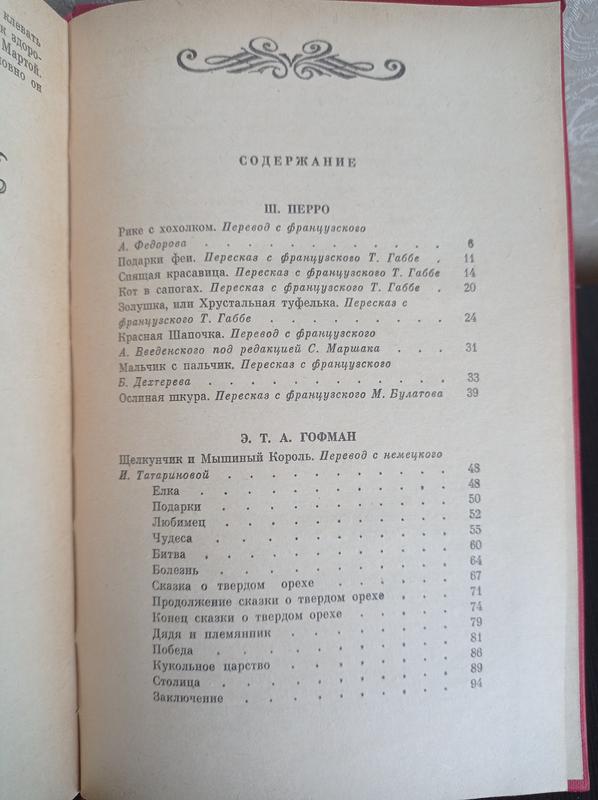 клевать
к здоро-
Мартой.
ловно он
СОДЕРЖАНИЕ
Ш. ПЕРРО
Рике с хохолком. Перевод с французского
А. Федорова . . . . . . . . . . . 6
Подарки феи. Пересказ с французского Т. Габбе . 11
Спящая красавица. Пересказ с французского Т. Габбе 14
Кот в сапогах. Пересказ с французского Т. Габбе . 20
Золушка, или Хрустальная туфелька. Пересказ с
французского Т. Габбе . . . . . . . . 24
Красная Шапочка. Перевод с французского
А. Введенского под редакцией С. Маршака . . . 31
Мальчик с пальчик. Пересказ с французского
Б. Дехтерева . . . . . . . . . . . 33
Ослиная шкура. Пересказ с французского М. Булатова 39
Э. Т. А. ГОФМАН
Щелкунчик и Мышиный Король. Перевод с немецкого
И. Татариновой . . . . . . . . . . 48
Елка . . . . . . . . . . 48
Подарки . . . . . . . . . 50
Любимец . . . . . . . . . 52
Чудеса . . . . . . . . . 55
Битва . . . . . . . . . . 60
Болезнь . . . . . . . . . 64
Сказка о твердом орехе . . . . . 67
Продолжение сказки о твердом орехе . . . 71
Конец сказки о твердом орехе . . . . 74
Дядя и племянник . . . . . . 79
Победа . . . . . . . . . 81
Кукольное царство . . . . . . 86
Столица . . . . . . . . . 89
Заключение . . . . . . . . 94